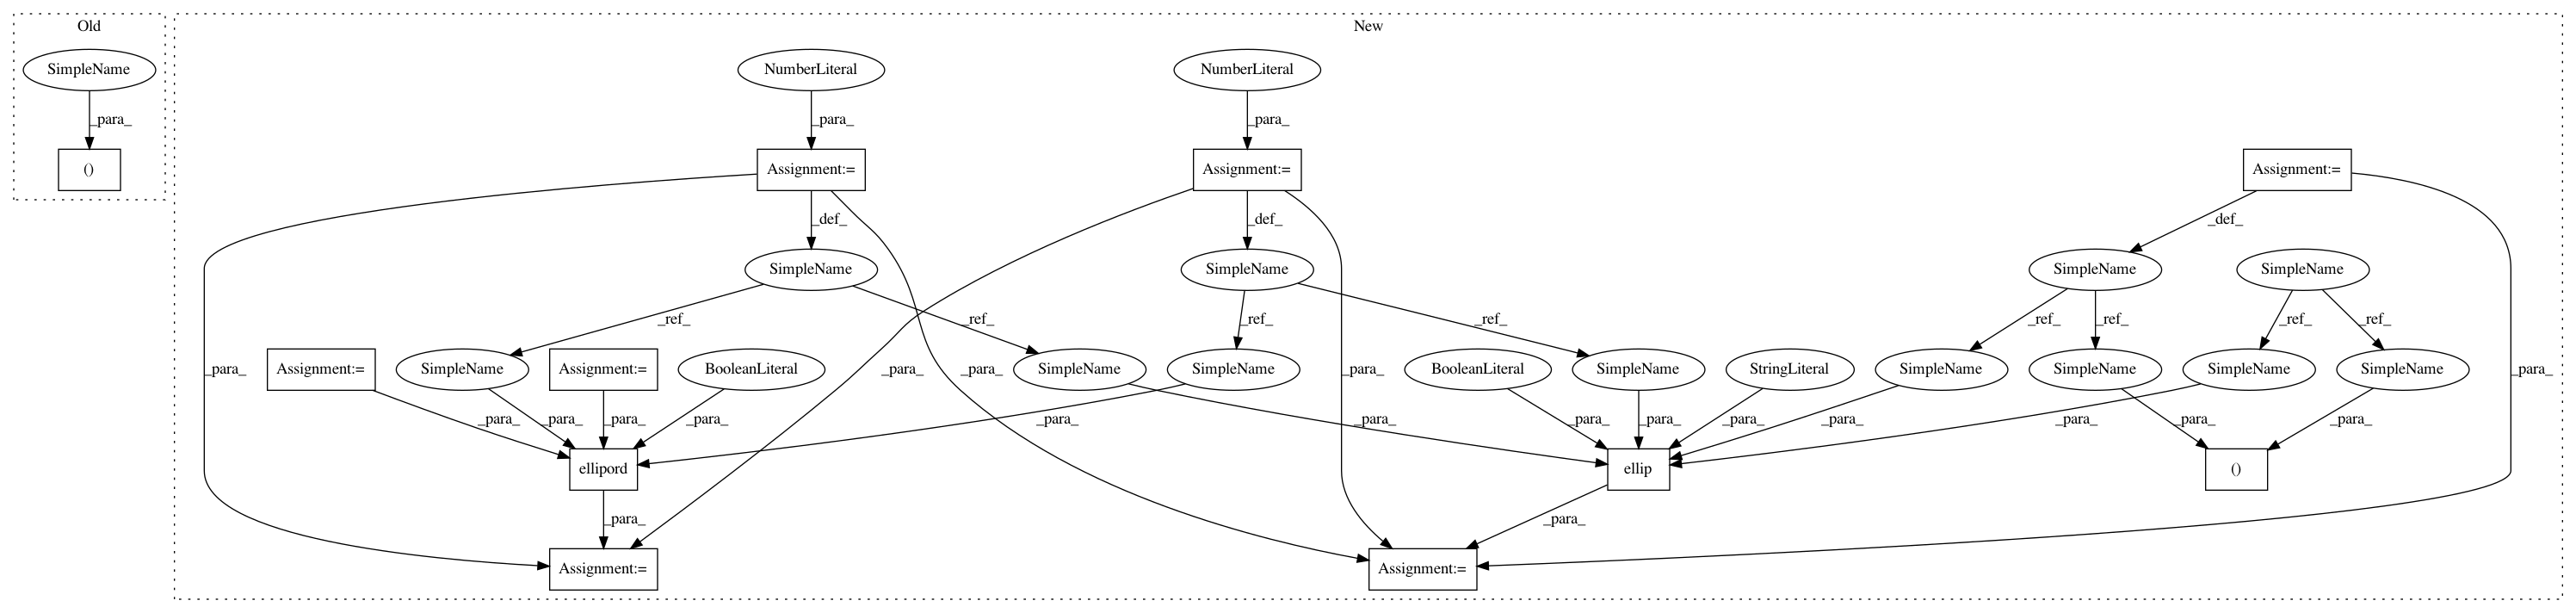 Old
New
SimpleName
NumberLiteral
NumberLiteral
_para_
_para_
_para_
()
Assignment:=
Assignment:=
Assignment:=
_def_
_def_
_def_
SimpleName
SimpleName
SimpleName
SimpleName
_ref_
_ref_
_ref_
_ref_
_ref_
_ref_
_ref_
_ref_
_para_
Assignment:=
SimpleName
Assignment:=
BooleanLiteral
_para_
_para_
SimpleName
SimpleName
_para_
BooleanLiteral
SimpleName
StringLiteral
SimpleName
SimpleName
SimpleName
SimpleName
_para_
_para_
_para_
_para_
_para_
_para_
_para_
_para_
_para_
_para_
_para_
_para_
_para_
ellipord
ellip
()
_para_
_para_
Assignment:=
Assignment:=